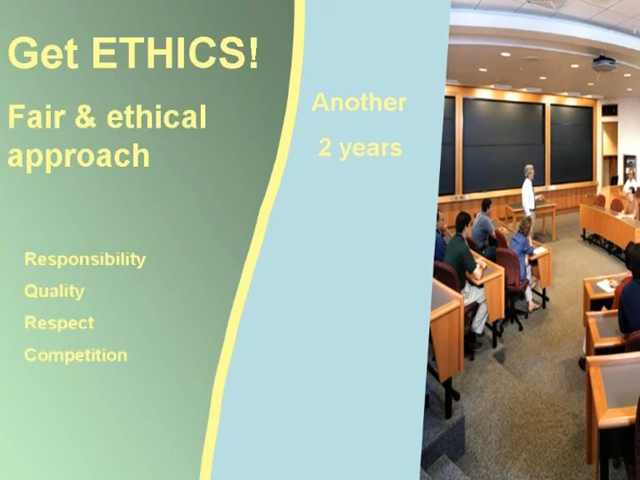 Get ETHICS!
Fair & ethical
approach
Responsibility
Quality
Respect
Competition
Another
2 years